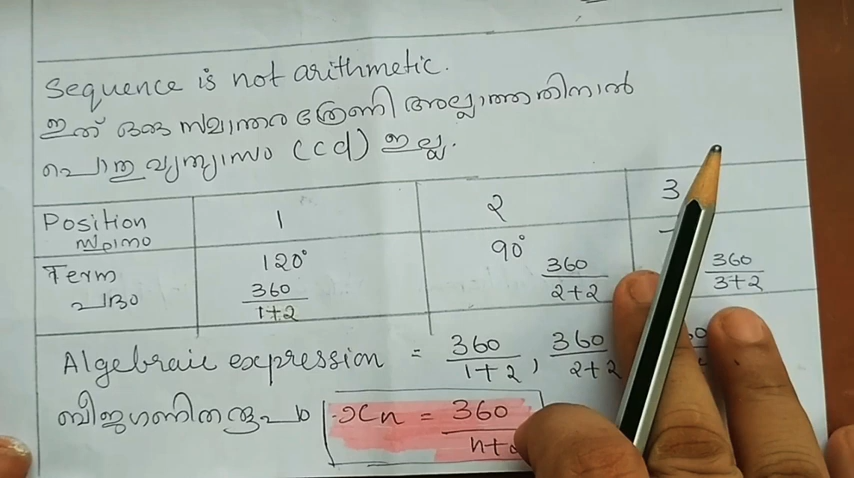 Sequence is not arithmetic.
ഇത് ഒരു സമാന്തര ശ്രേണി അല്ലാത്തതിനാൽ
പൊതു വ്യത്യാസം (cd) ഇല്ല.
Position 1 2 3
സ്ഥാനം
Term 120° 90°
പദം 360/1+2 360/2+2 360/3+2
Algebraic expression = 360/1+2, 360/2+2
ബീജഗണിതരൂപം xn = 360/n+2